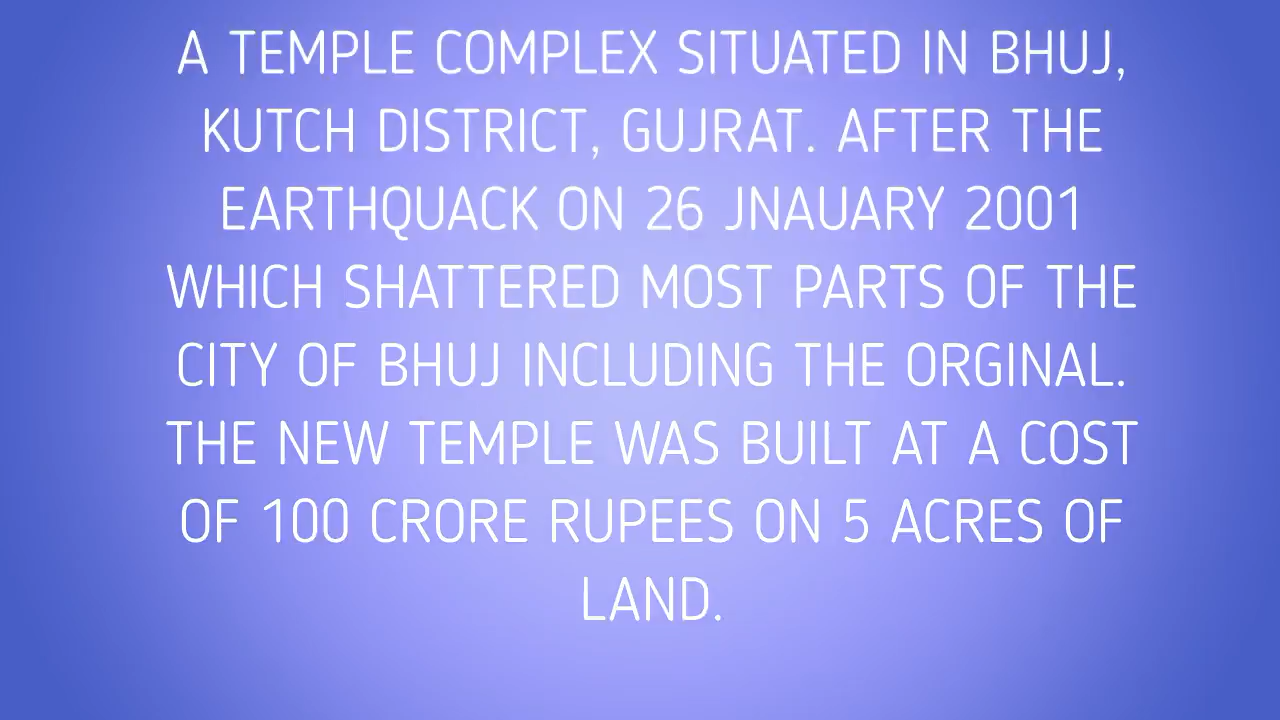 A TEMPLE COMPLEX SITUATED IN BHUJ,
KUTCH DISTRICT, GUJRAT. AFTER THE
EARTHQUACK ON 26 JNAUARY 2001
WHICH SHATTERED MOST PARTS OF THE
CITY OF BHUJ INCLUDING THE ORGINAL.
THE NEW TEMPLE WAS BUILT AT A COST
OF 100 CRORE RUPEES ON 5 ACRES OF
LAND.